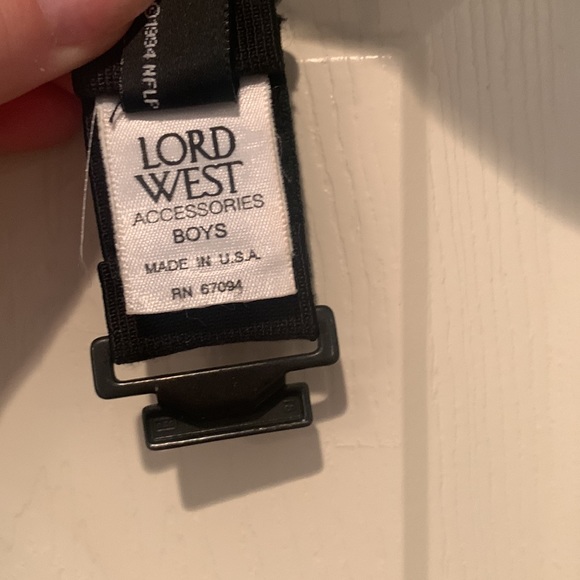 ©1994 NFLP
LORD
WEST
ACCESSORIES
BOYS
MADE IN U.S.A.
RN 67094